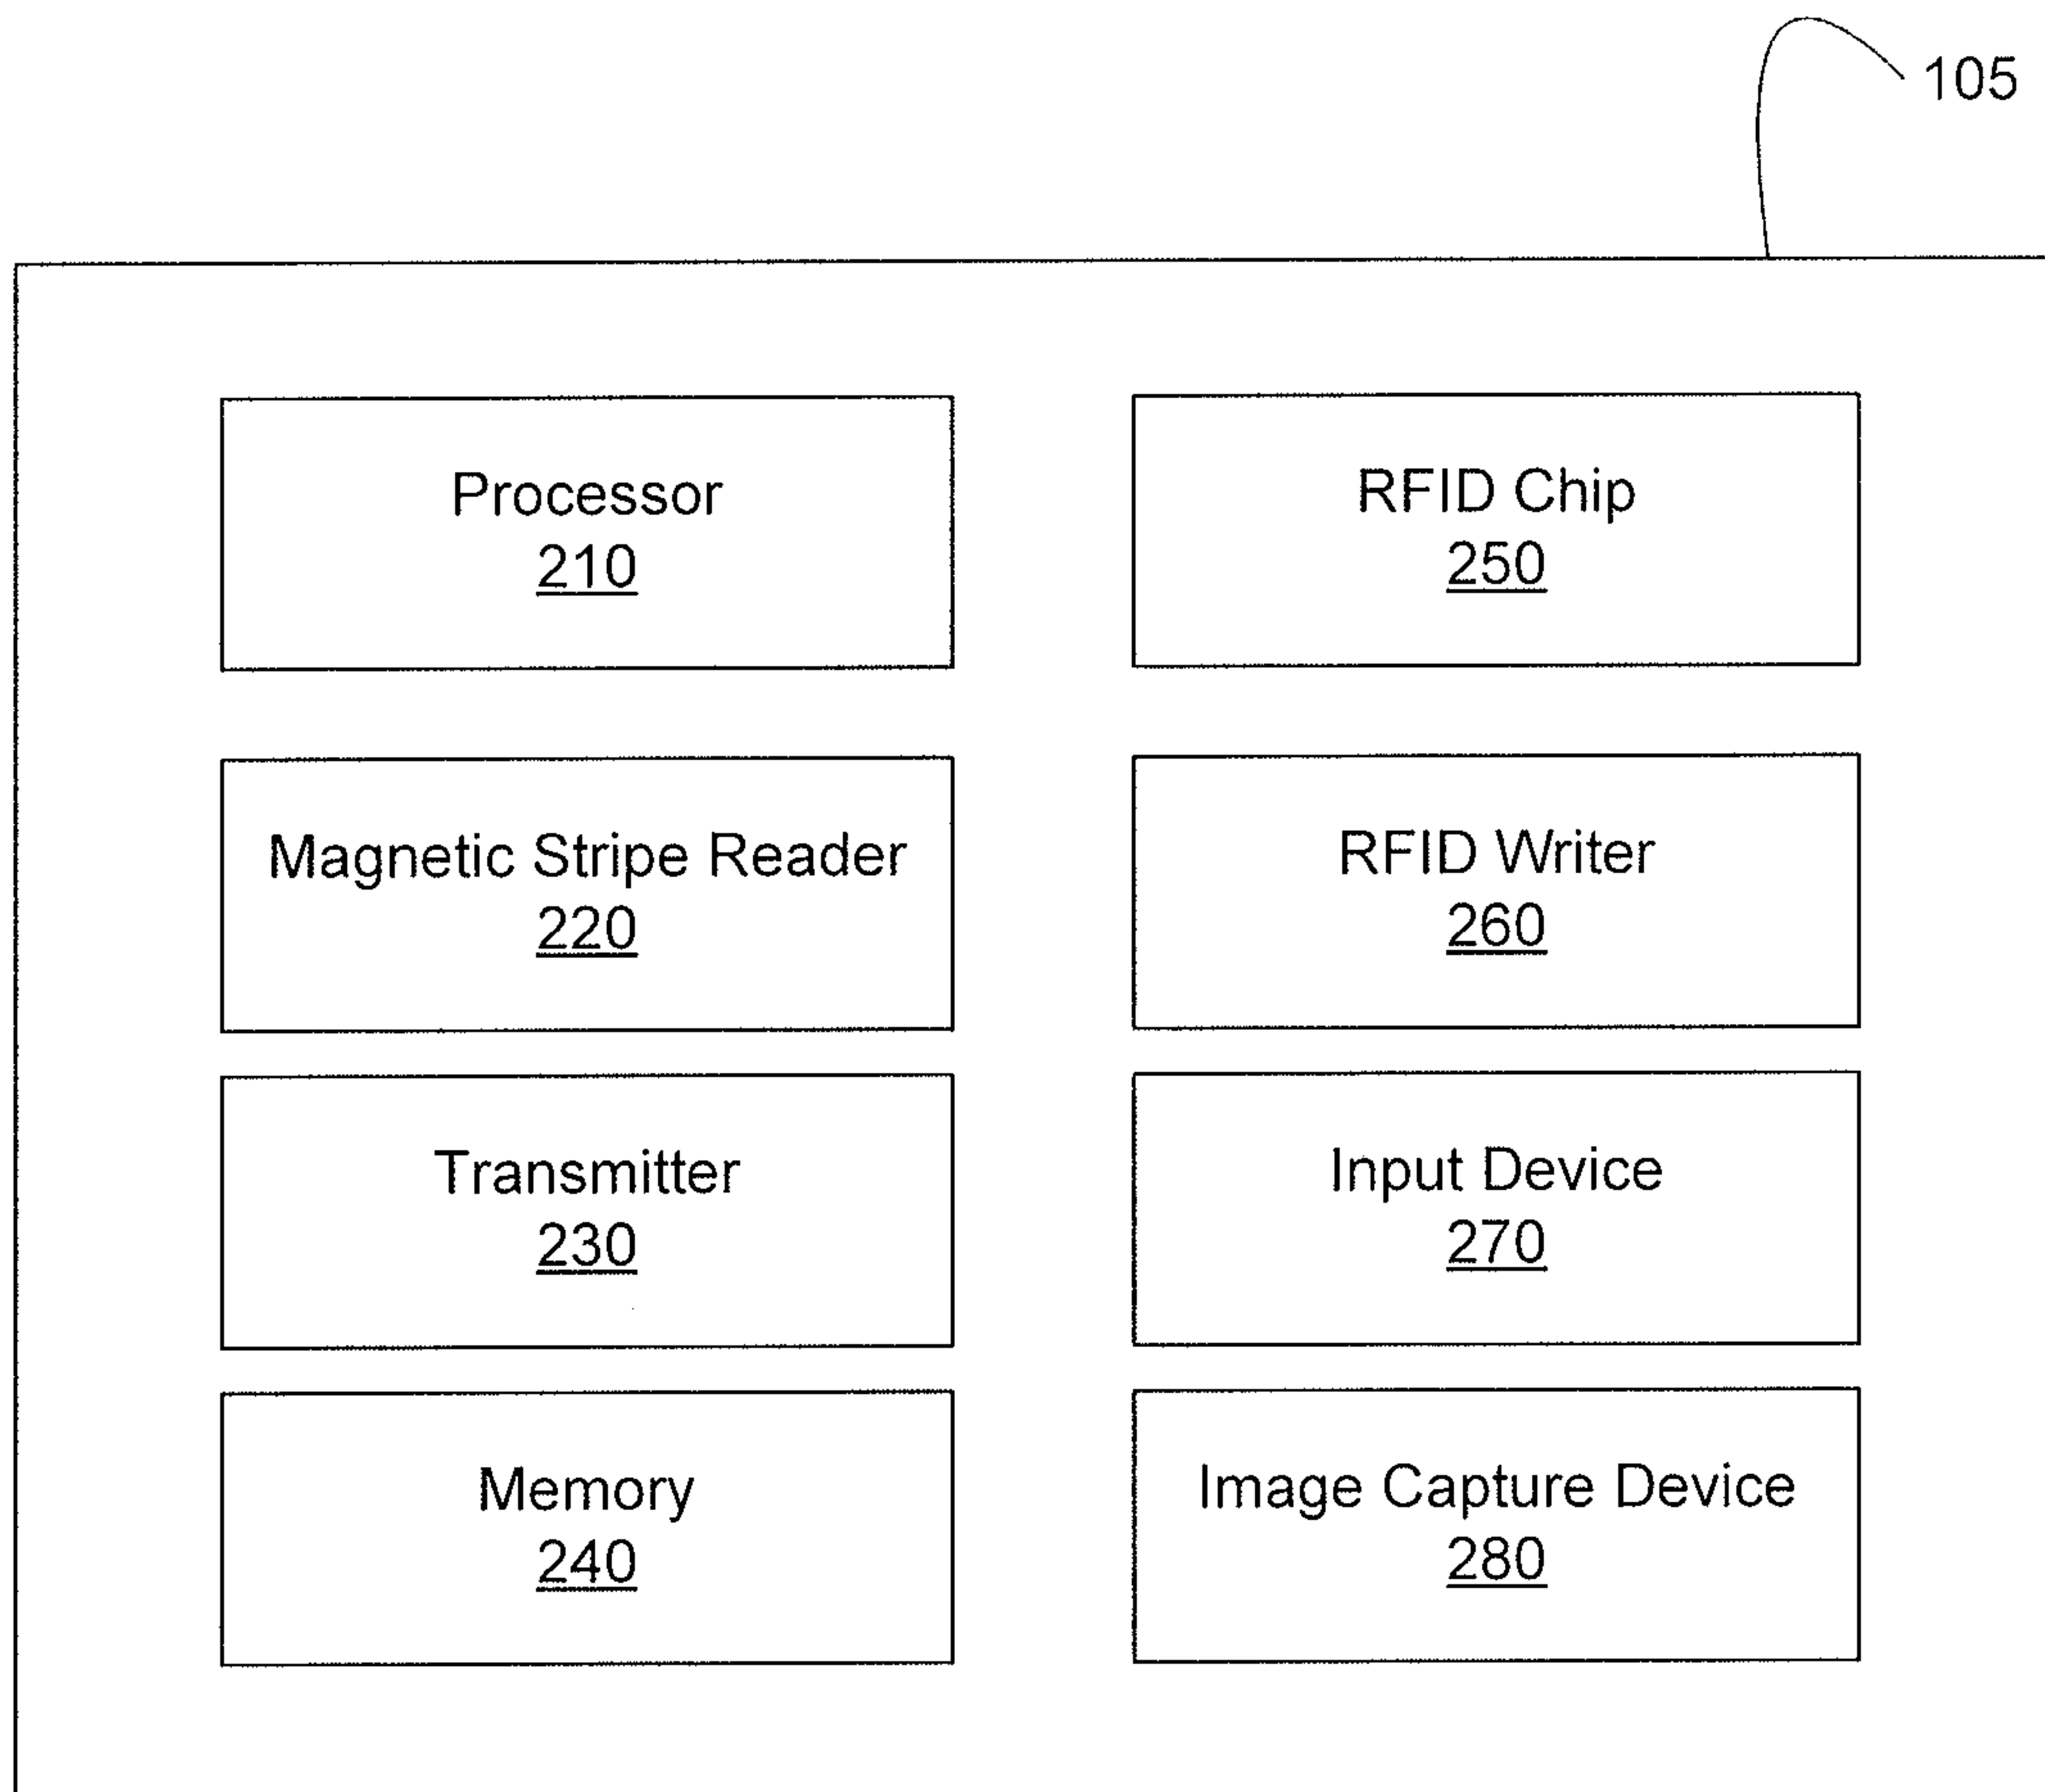 105
Processor
210
RFID Chip
250
Magnetic Stripe Reader
220
RFID Writer
260
Transmitter
230
Input Device
270
Memory
240
Image Capture Device
280